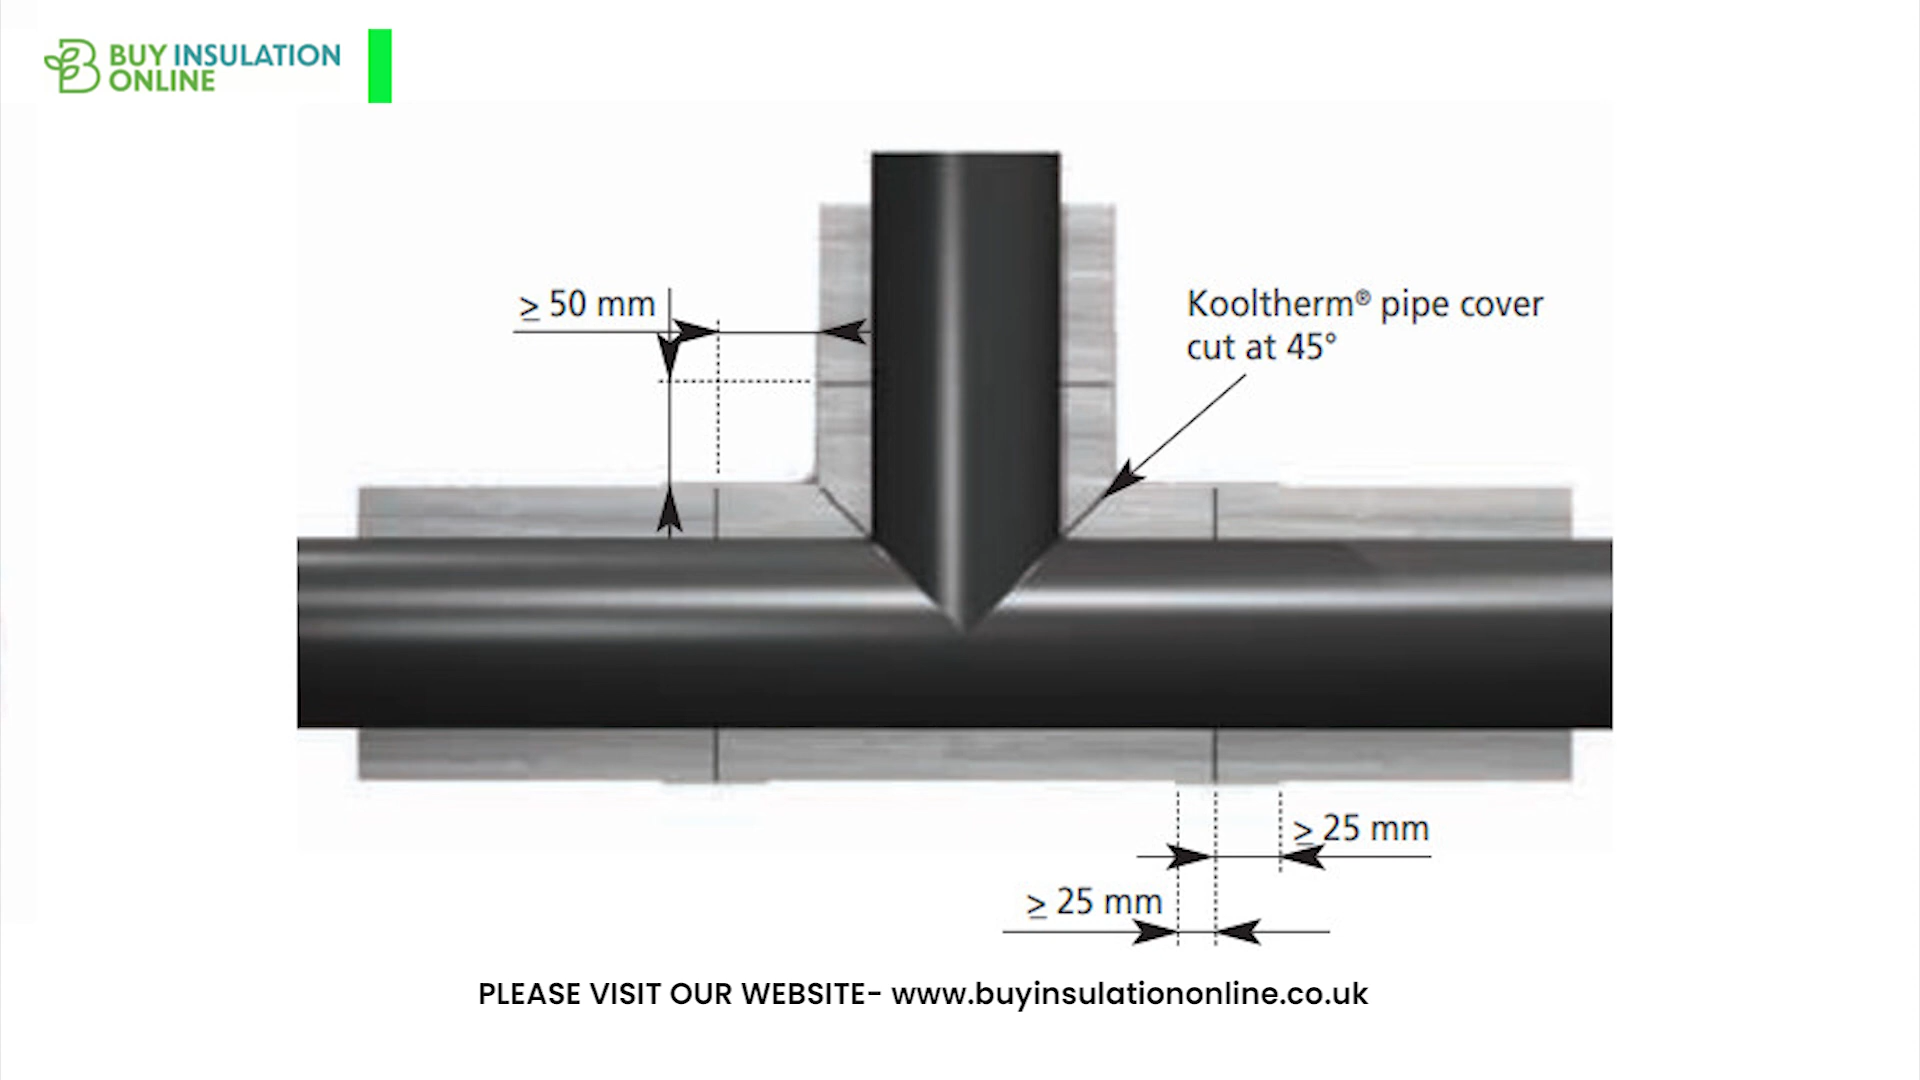 BUY INSULATION
ONLINE
≥ 50 mm
Kooltherm® pipe cover
cut at 45°
≥ 25 mm
≥ 25 mm
PLEASE VISIT OUR WEBSITE- www.buyinsulationonline.co.uk